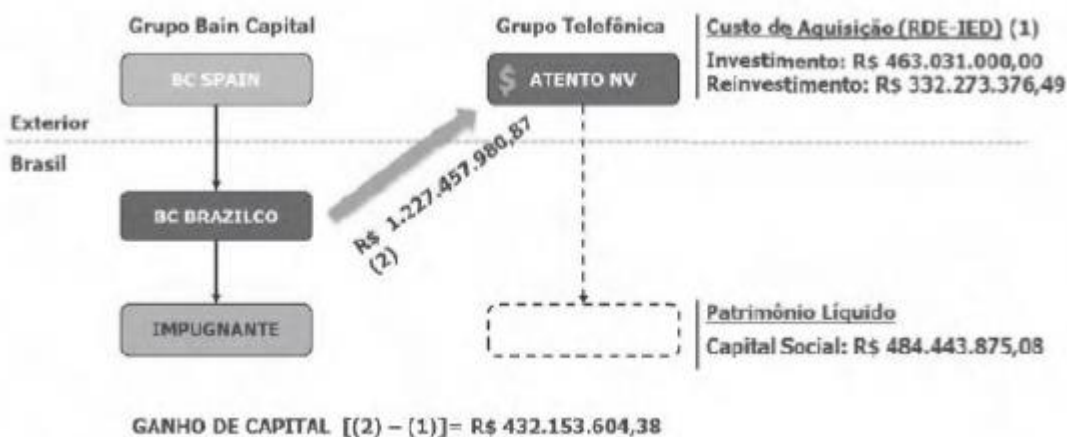 Grupo Bain Capital
Grupo Telefônica
Custo de Aquisição (RDE-IED) (1)
BC SPAIN
$ ATENTO NV
Investimento: R$ 463.031.000,00
Reinvestimento: R$ 332.273.376,49
Exterior
Brasil
R$ 1.227.457.980,87
(2)
BC BRAZILCO
IMPUGNANTE
Patrimônio Líquido
Capital Social: R$ 484.443.875,08
GANHO DE CAPITAL [(2) – (1)]= R$ 432.153.604,38